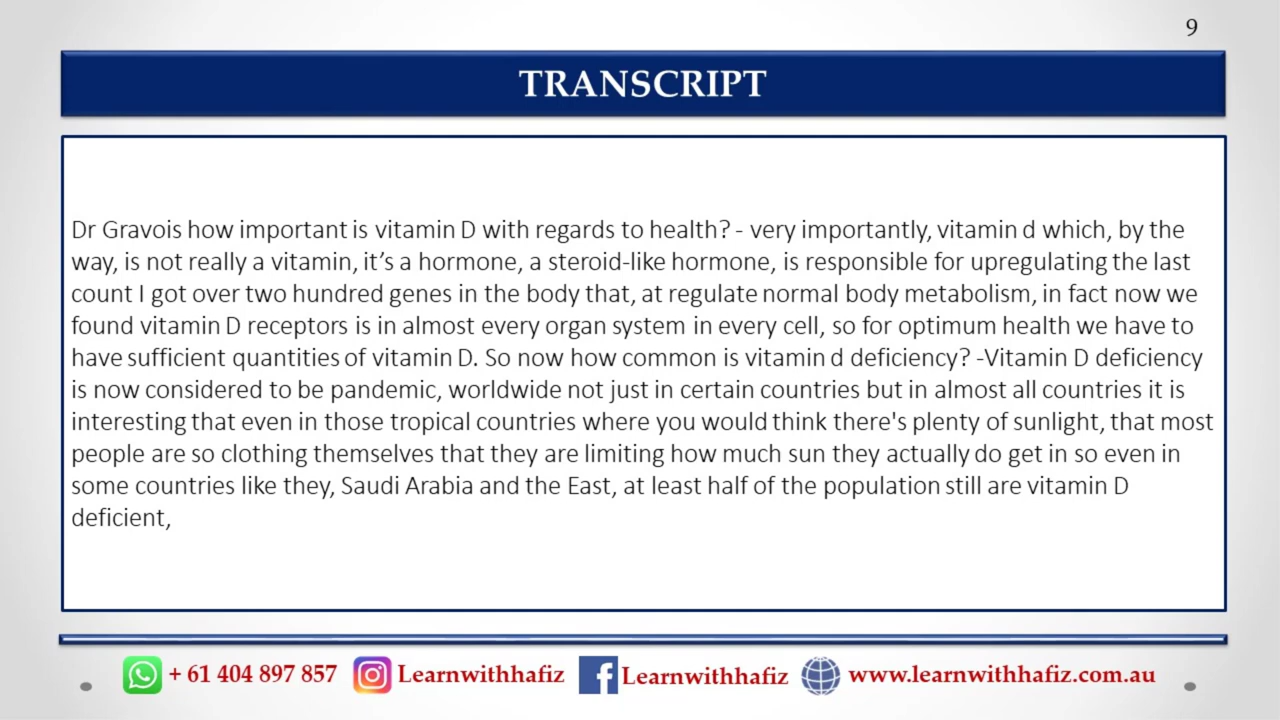 9
TRANSCRIPT
Dr Gravois how important is vitamin D with regards to health? - very importantly, vitamin d which, by the
way, is not really a vitamin, it’s a hormone, a steroid-like hormone, is responsible for upregulating the last
count I got over two hundred genes in the body that, at regulate normal body metabolism, in fact now we
found vitamin D receptors is in almost every organ system in every cell, so for optimum health we have to
have sufficient quantities of vitamin D. So now how common is vitamin d deficiency? -Vitamin D deficiency
is now considered to be pandemic, worldwide not just in certain countries but in almost all countries it is
interesting that even in those tropical countries where you would think there's plenty of sunlight, that most
people are so clothing themselves that they are limiting how much sun they actually do get in so even in
some countries like they, Saudi Arabia and the East, at least half of the population still are vitamin D
deficient,
+ 61 404 897 857 Learnwithhafiz Learnwithhafiz www.learnwithhafiz.com.au